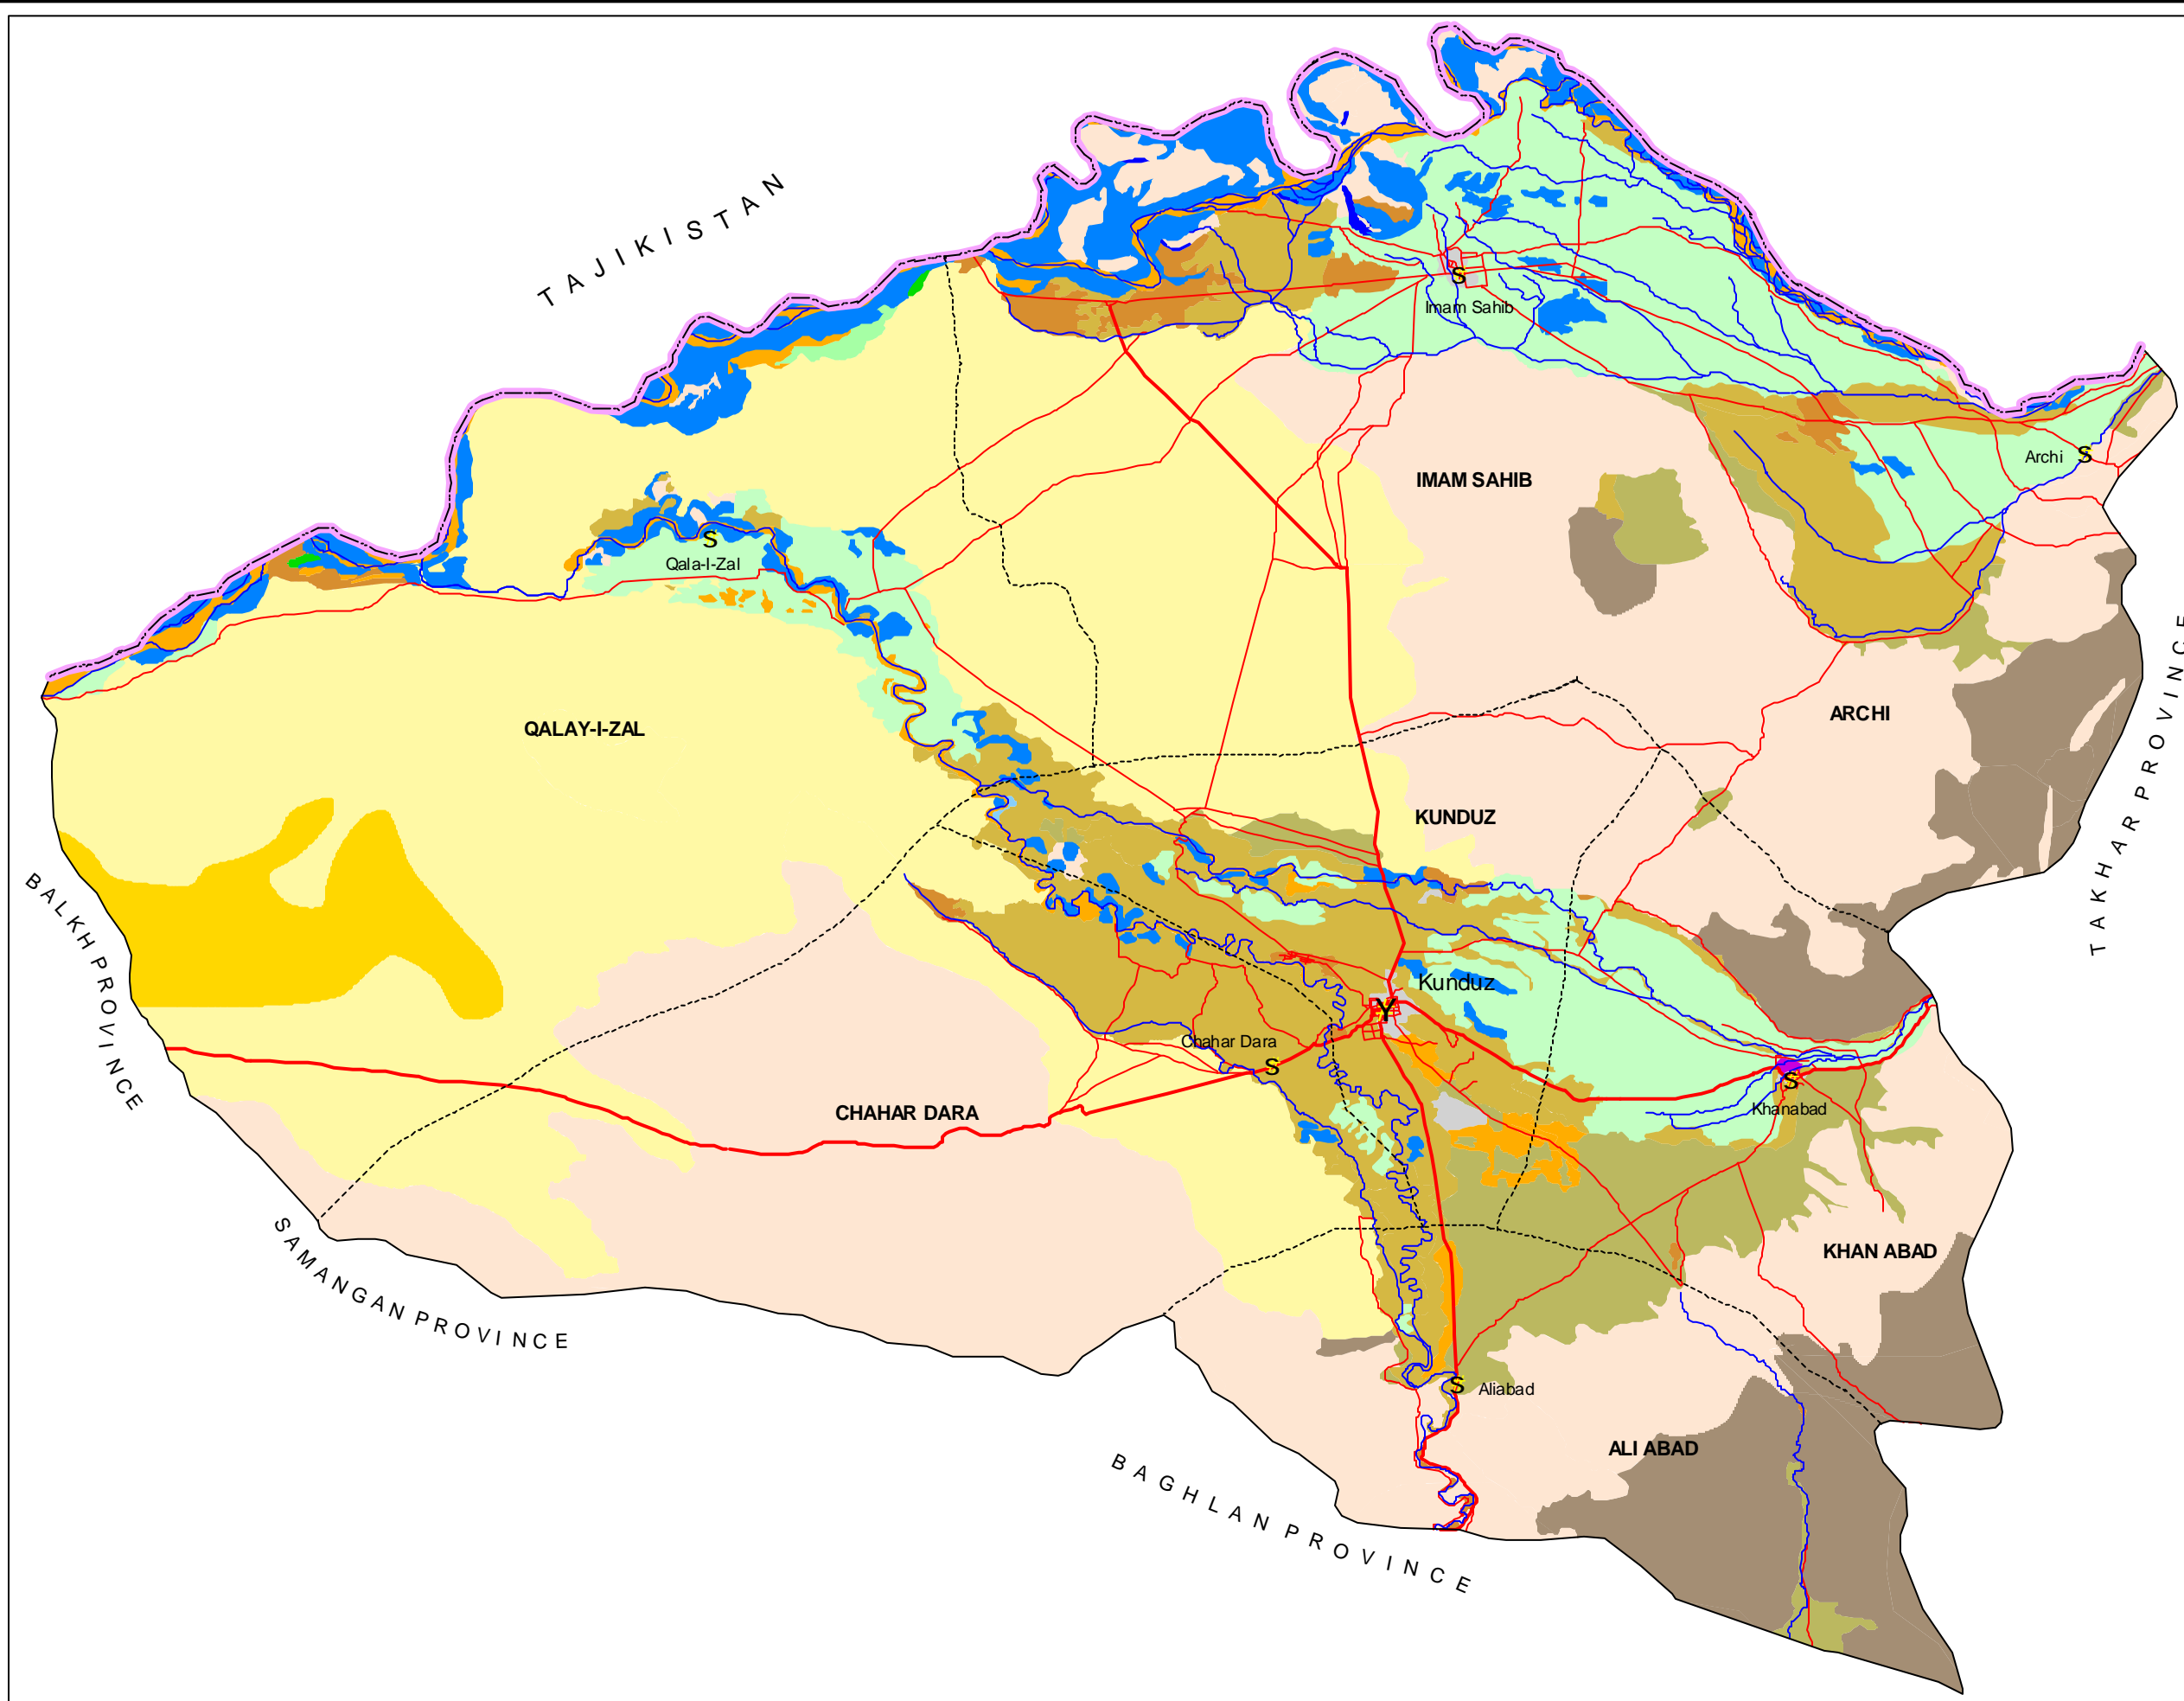 TAJIKISTAN
S
Imam Sahib
S
Archi
IMAM SAHIB
S
Qala-I-Zal
ARCHI
QALAY-I-ZAL
KUNDUZ
TAKHAR PROVINCE
BALKH PROVINCE
Kunduz
Y
Chahar Dara
S
S
Khanabad
CHAHAR DARA
KHAN ABAD
SAMANGAN PROVINCE
S
Aliabad
ALI ABAD
BAGHLAN PROVINCE